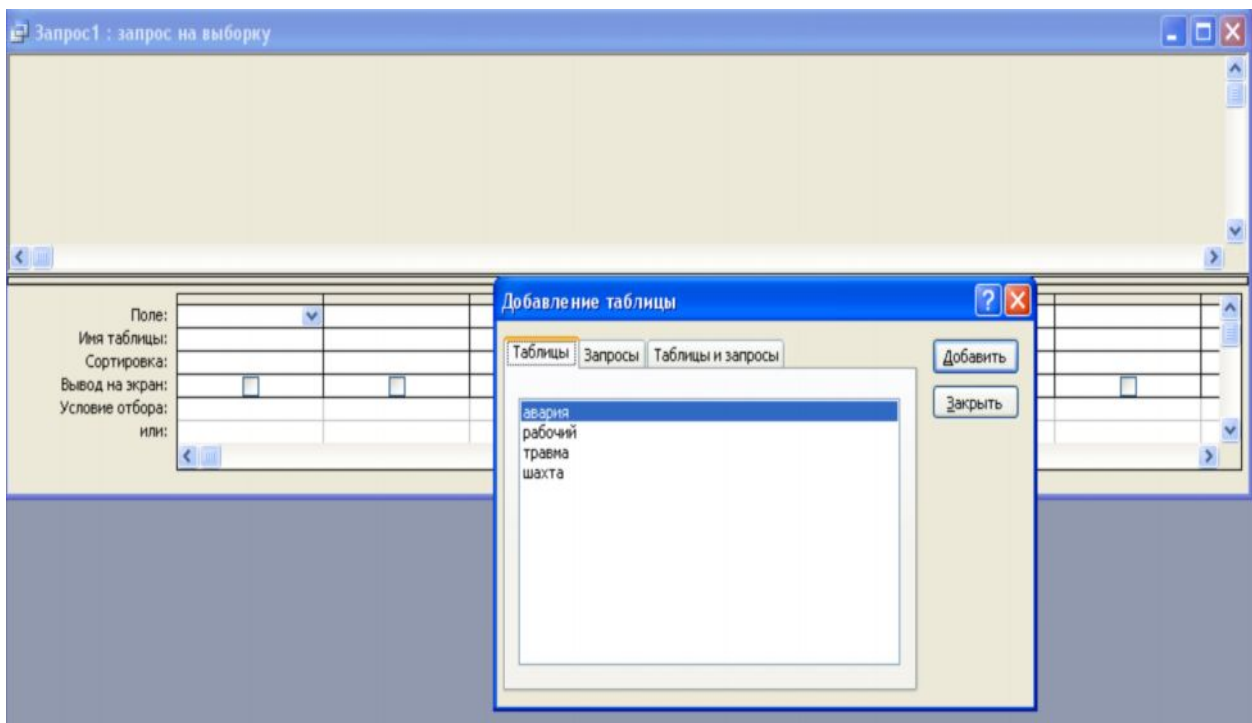 Запрос1 : запрос на выборку
Поле:
Имя таблицы:
Сортировка:
Вывод на экран:
Условие отбора:
или:
Добавление таблицы
Таблицы Запросы Таблицы и запросы
Добавить
Закрыть
авария
рабочий
травма
шахта